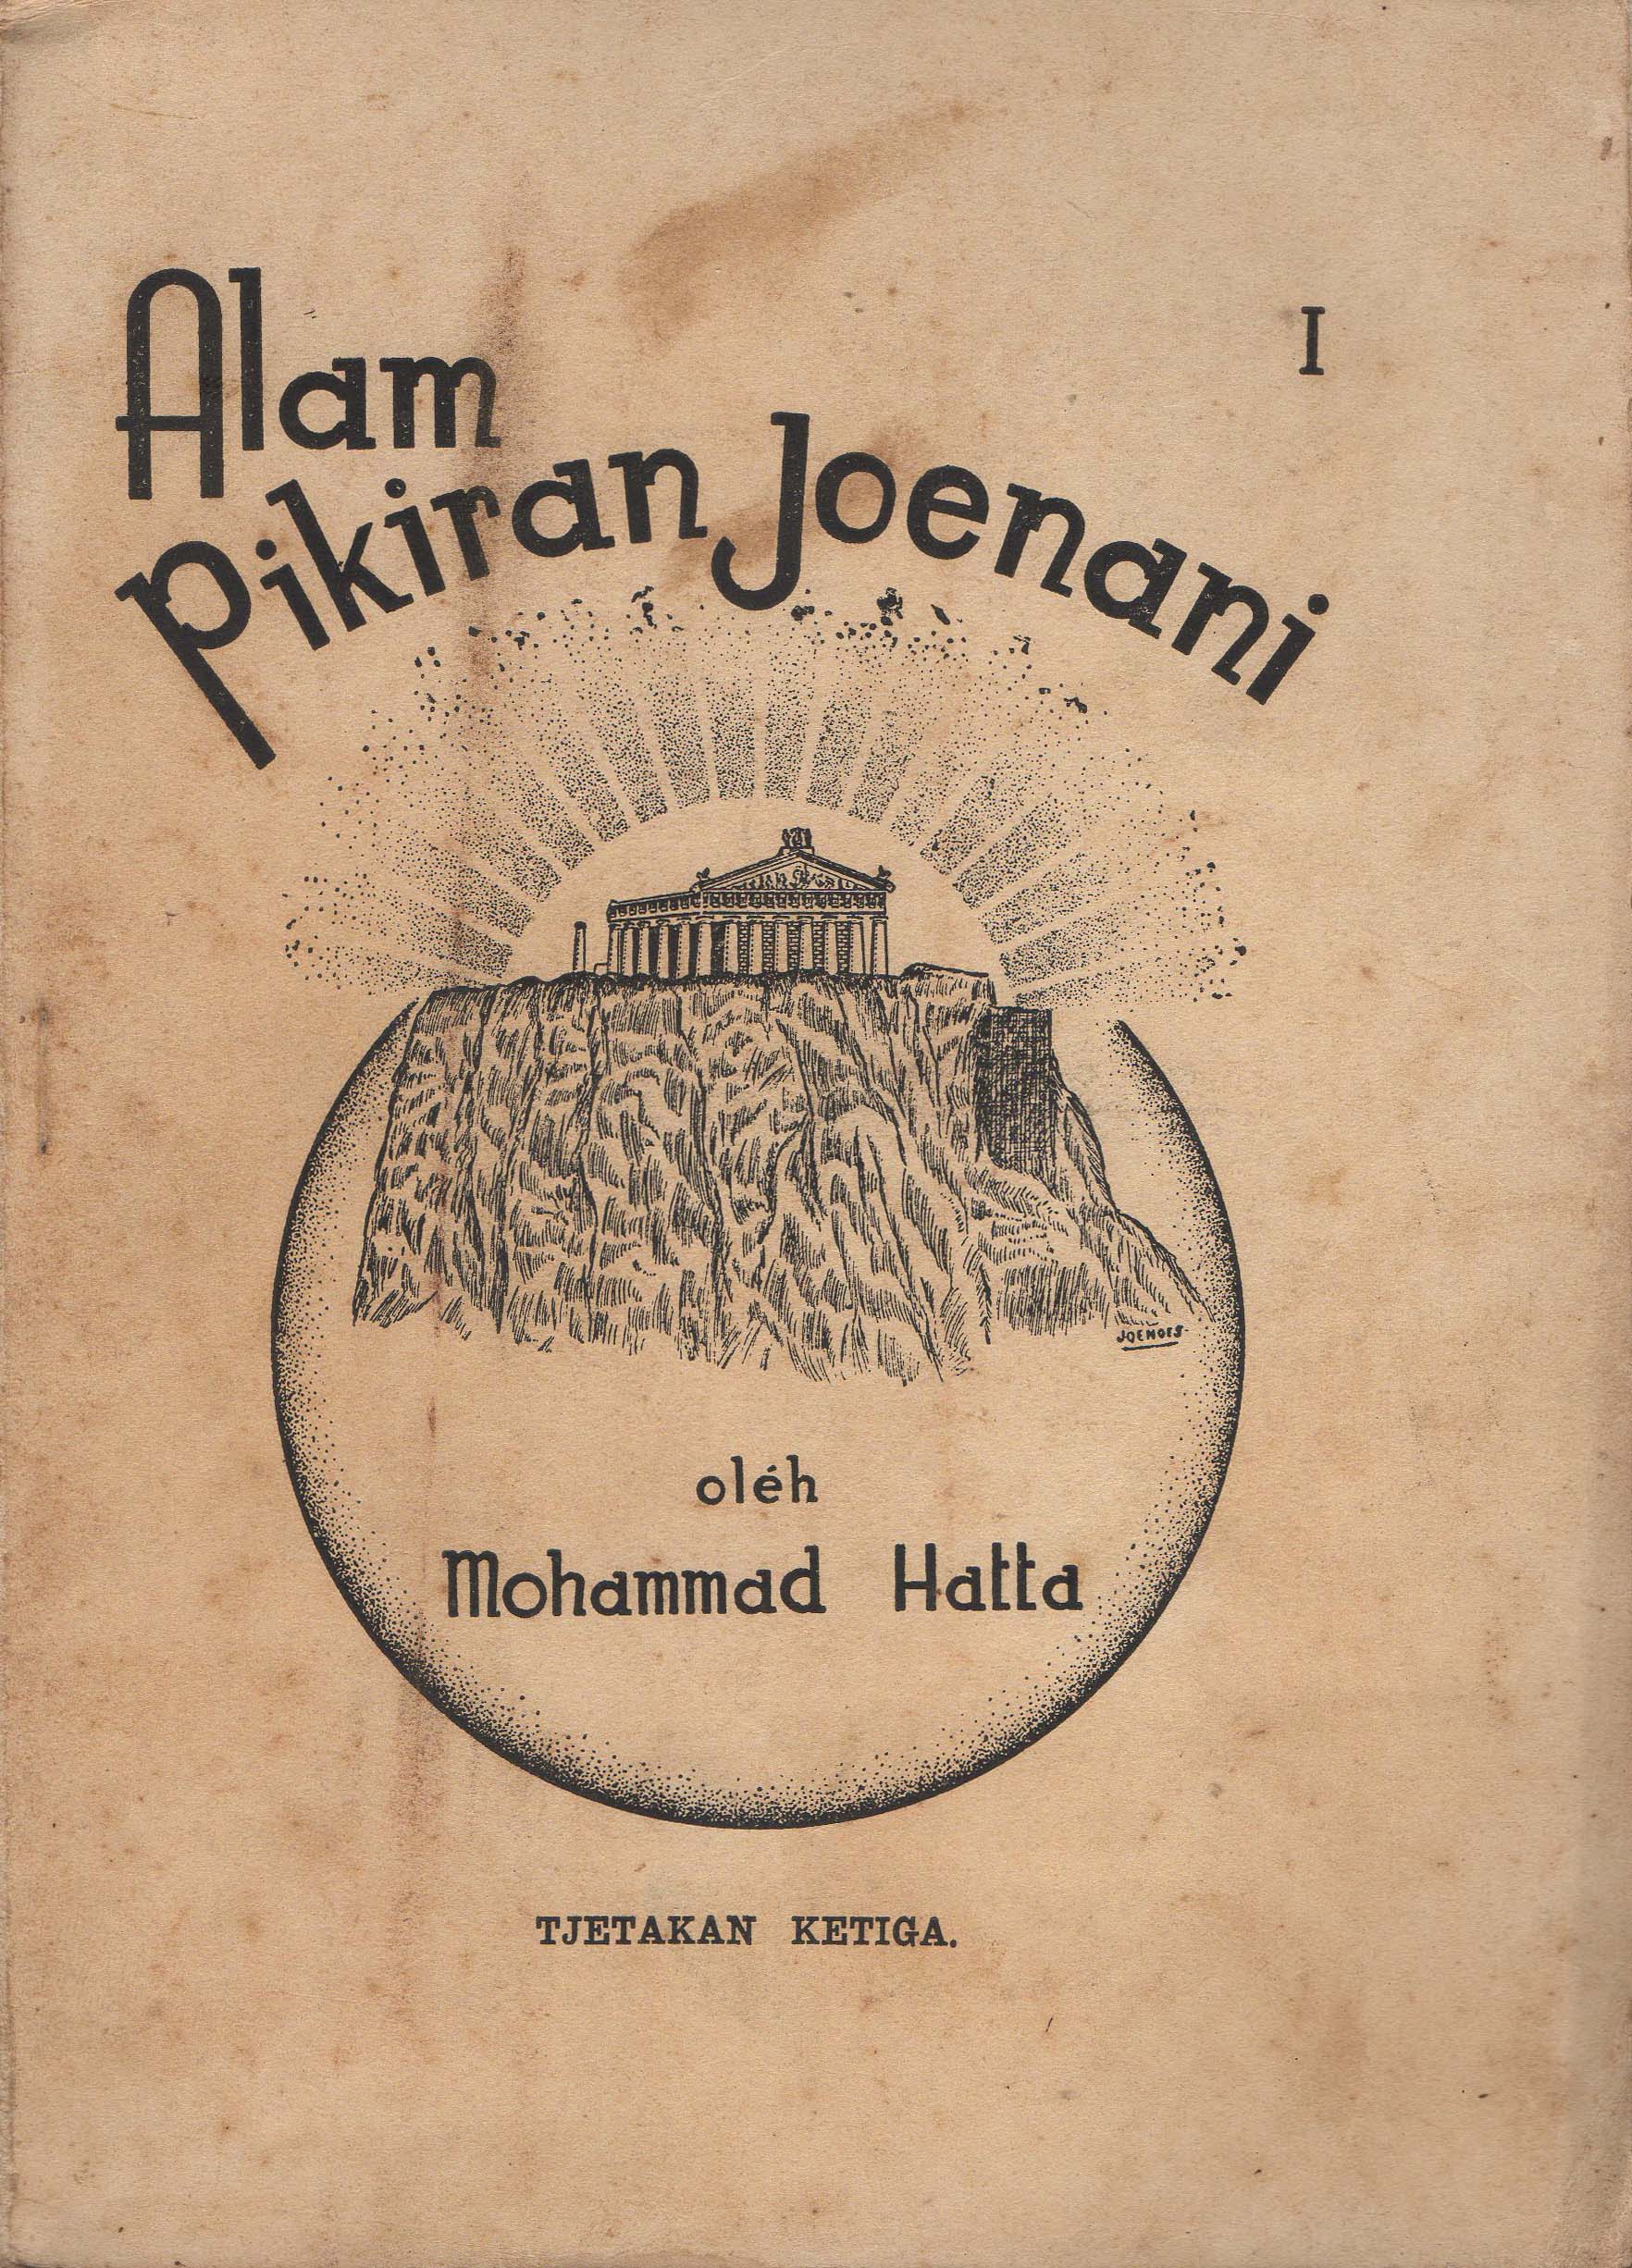 I
Alam
Pikiran Joenani
JOENOES
oléh
Mohammad Hatta
TJETAKAN KETIGA.